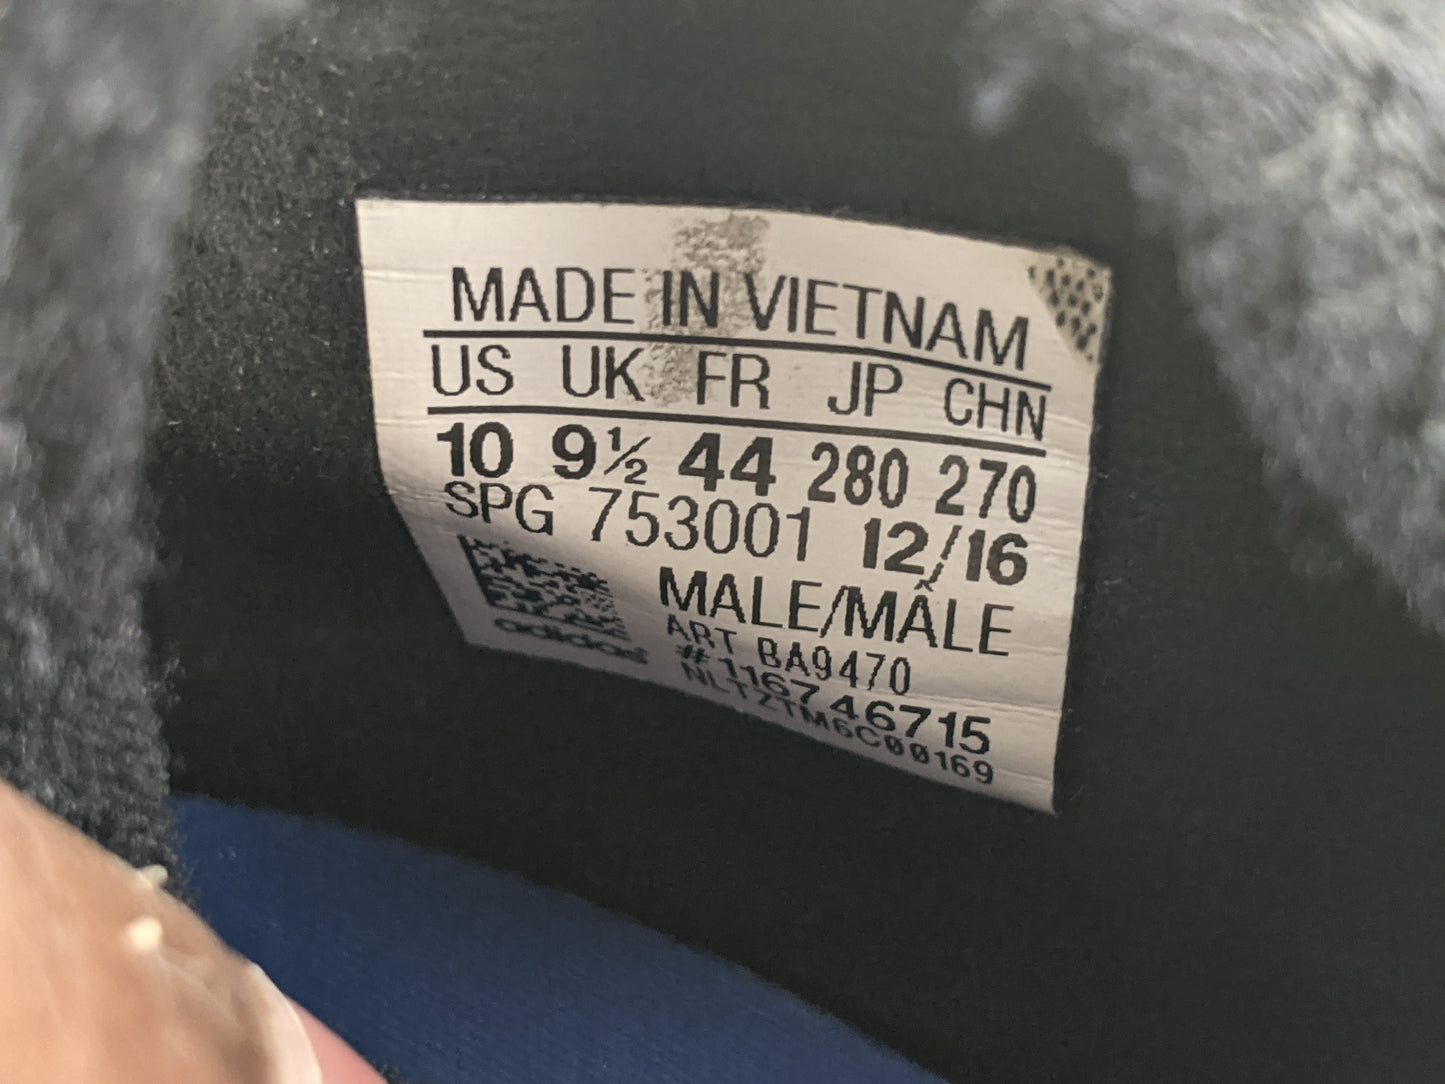 MADE IN VIETNAM
US UK FR JP CHN
10 9½ 44 280 270
SPG 753001 12/16
MALE/MÂLE
adidas
ART BA9470
# 116746715
NLTZTM6C00169